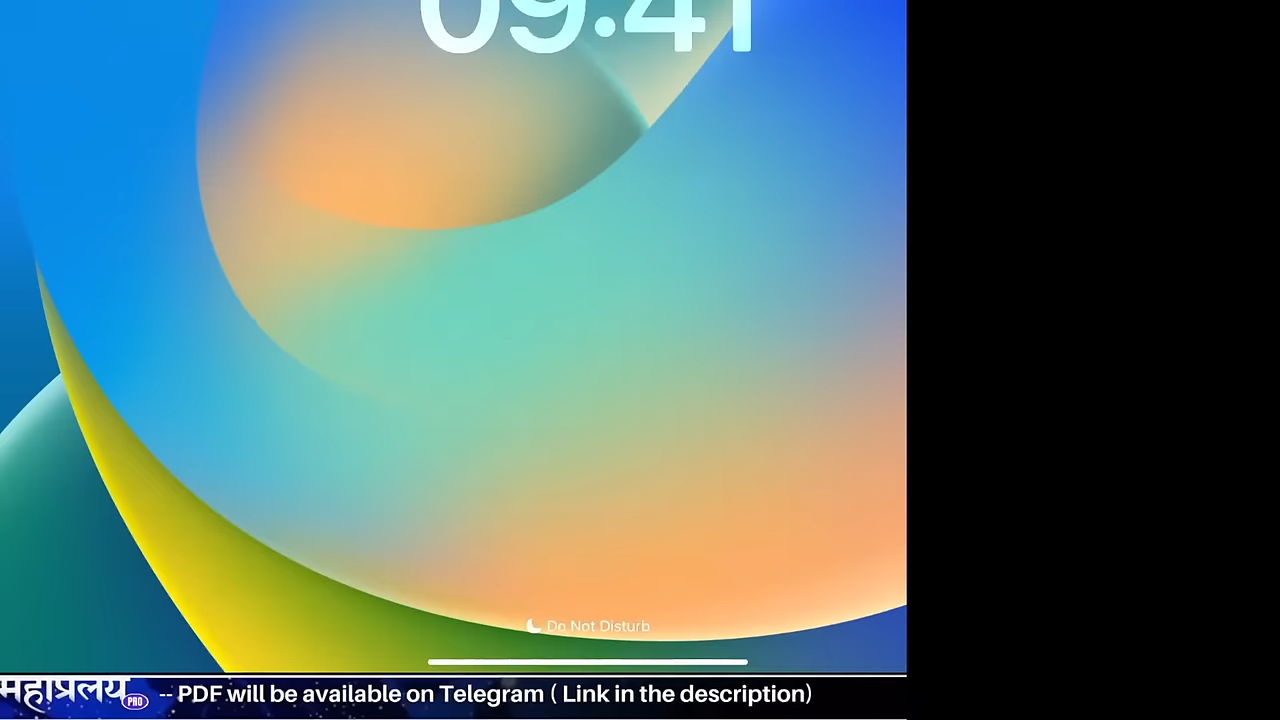 09:41
Do Not Disturb
महाप्रलय PRO -- PDF will be available on Telegram ( Link in the description)